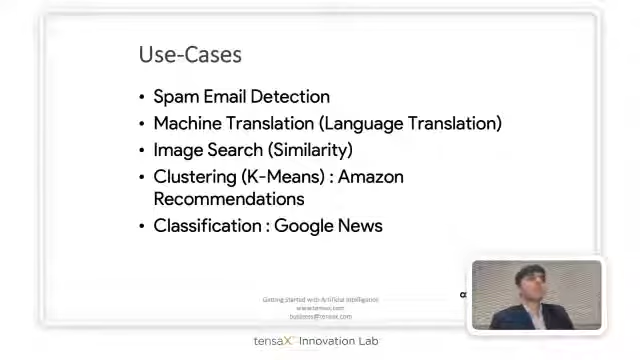 Use-Cases
• Spam Email Detection
• Machine Translation (Language Translation)
• Image Search (Similarity)
• Clustering (K-Means) : Amazon
Recommendations
• Classification : Google News
Getting Started with Artificial Intelligence
www.tensax.com
business@tensax.com
tensaX Innovation Lab